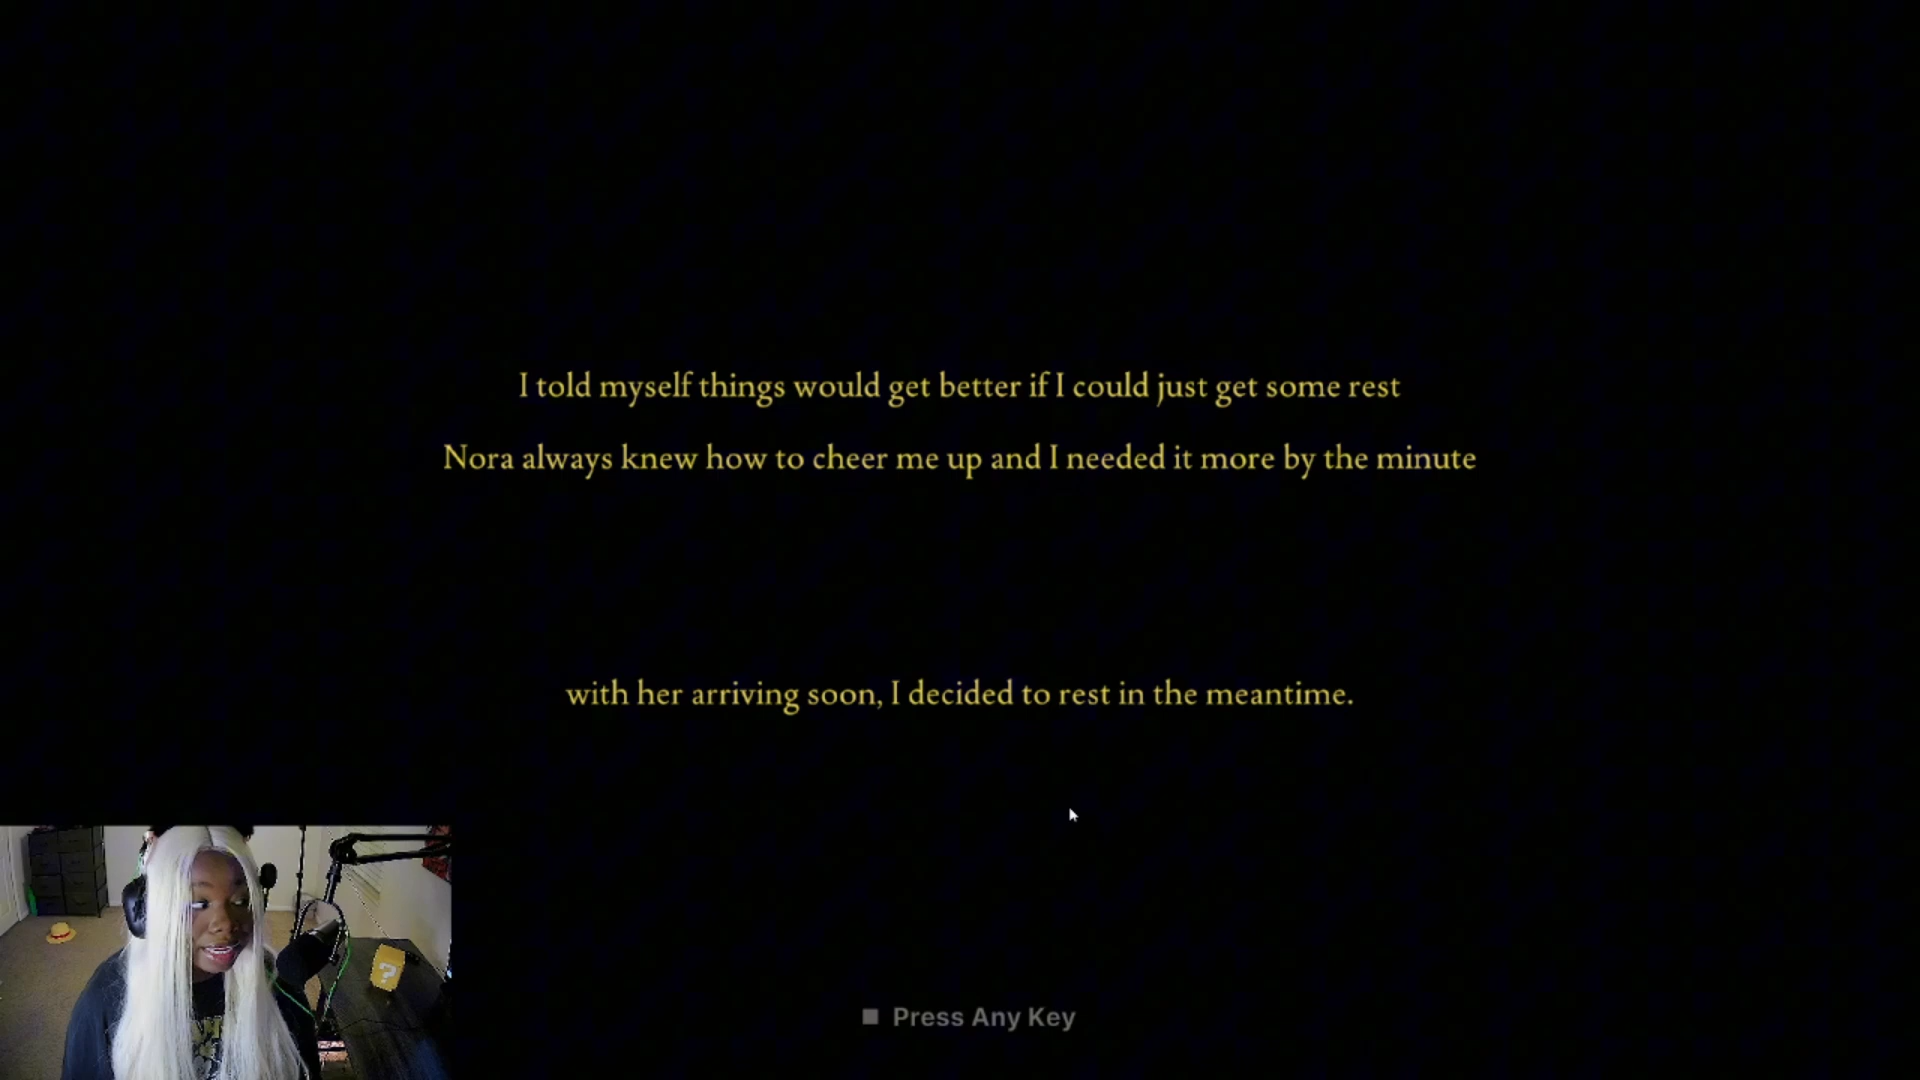 I told myself things would get better if I could just get some rest
Nora always knew how to cheer me up and I needed it more by the minute
with her arriving soon, I decided to rest in the meantime.
?
Press Any Key